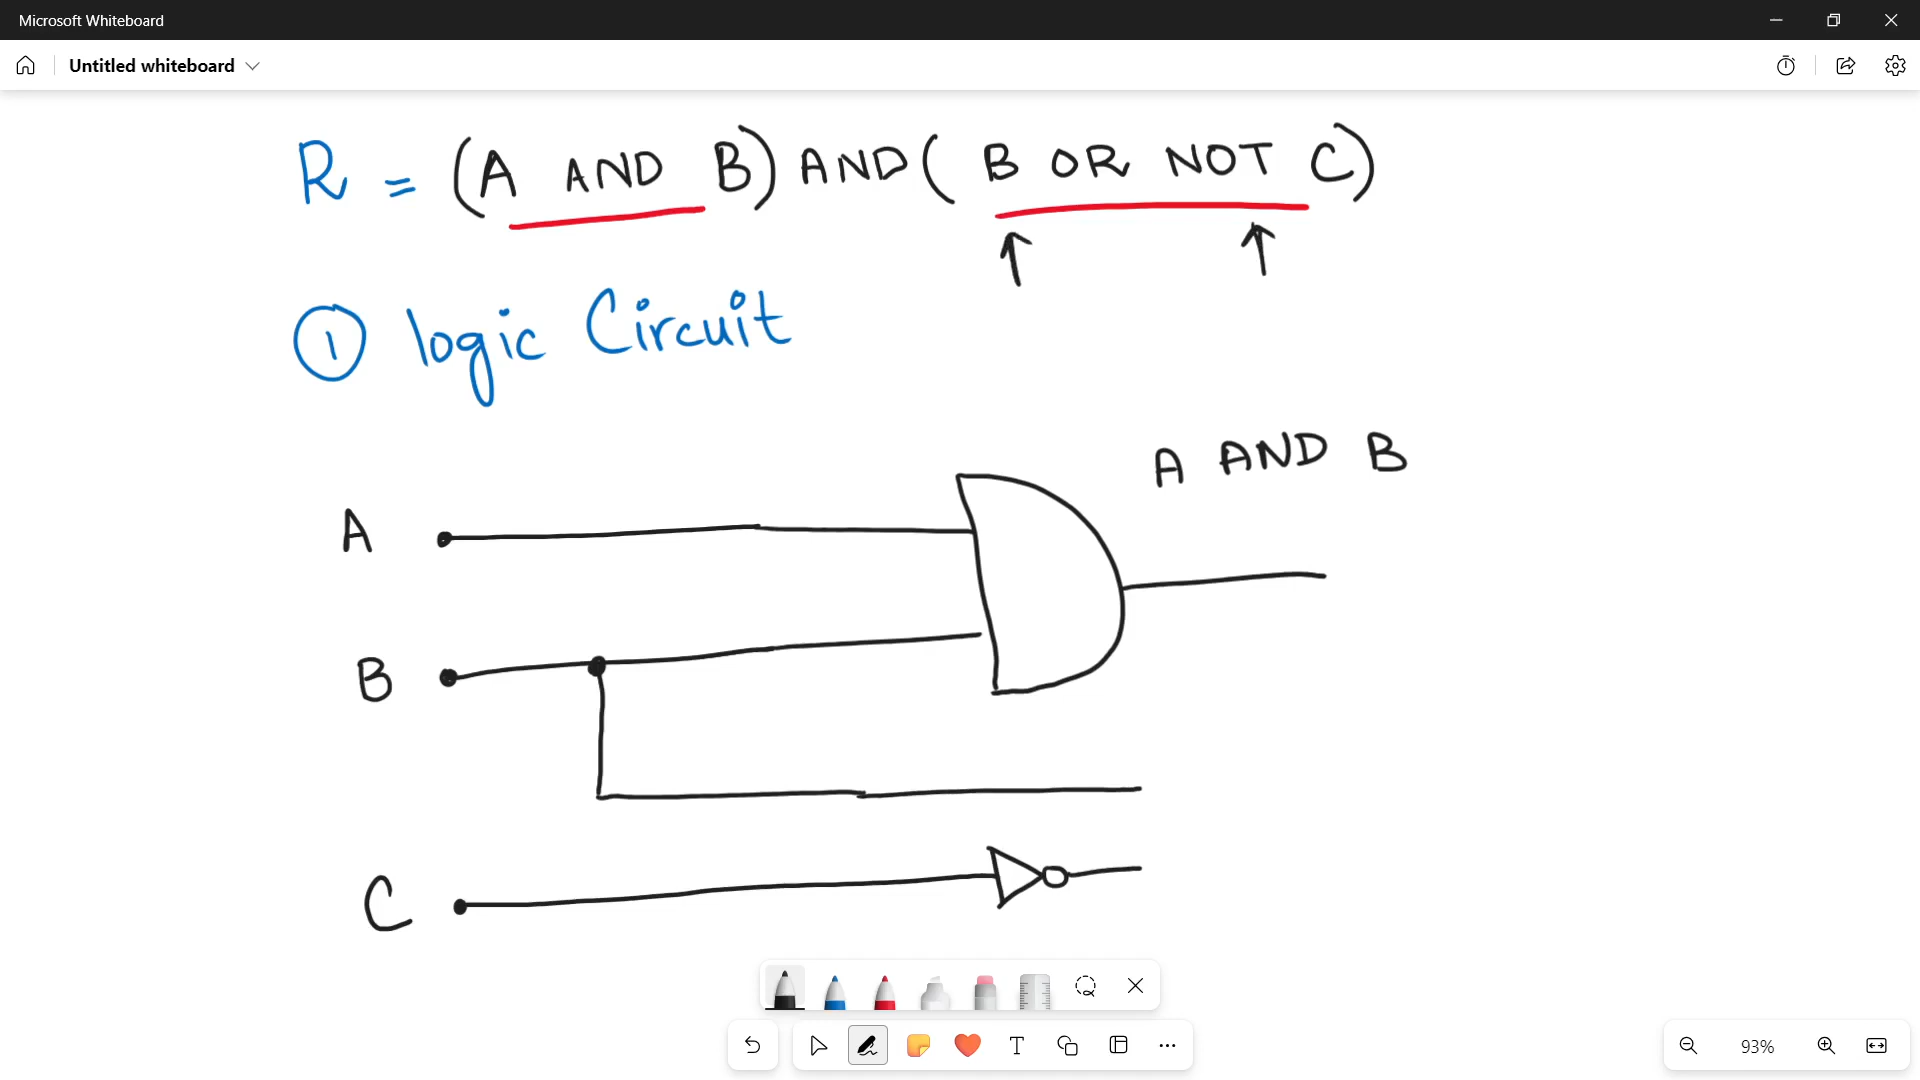 Microsoft Whiteboard
Untitled whiteboard
R = (A AND B) AND ( B OR NOT C)
① logic Circuit
A AND B
A
B
C
93%